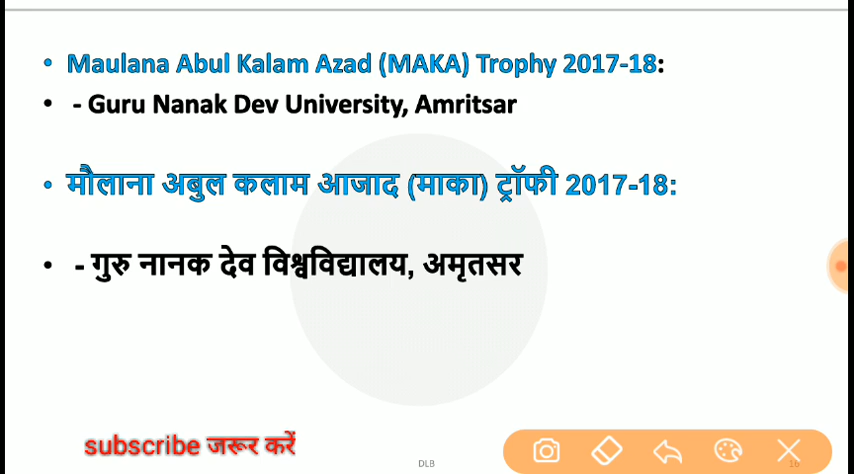 • Maulana Abul Kalam Azad (MAKA) Trophy 2017-18:
• - Guru Nanak Dev University, Amritsar
• मौलाना अबुल कलाम आजाद (माका) ट्रॉफी 2017-18:
• - गुरु नानक देव विश्वविद्यालय, अमृतसर
subscribe जरूर करें
DLB
16